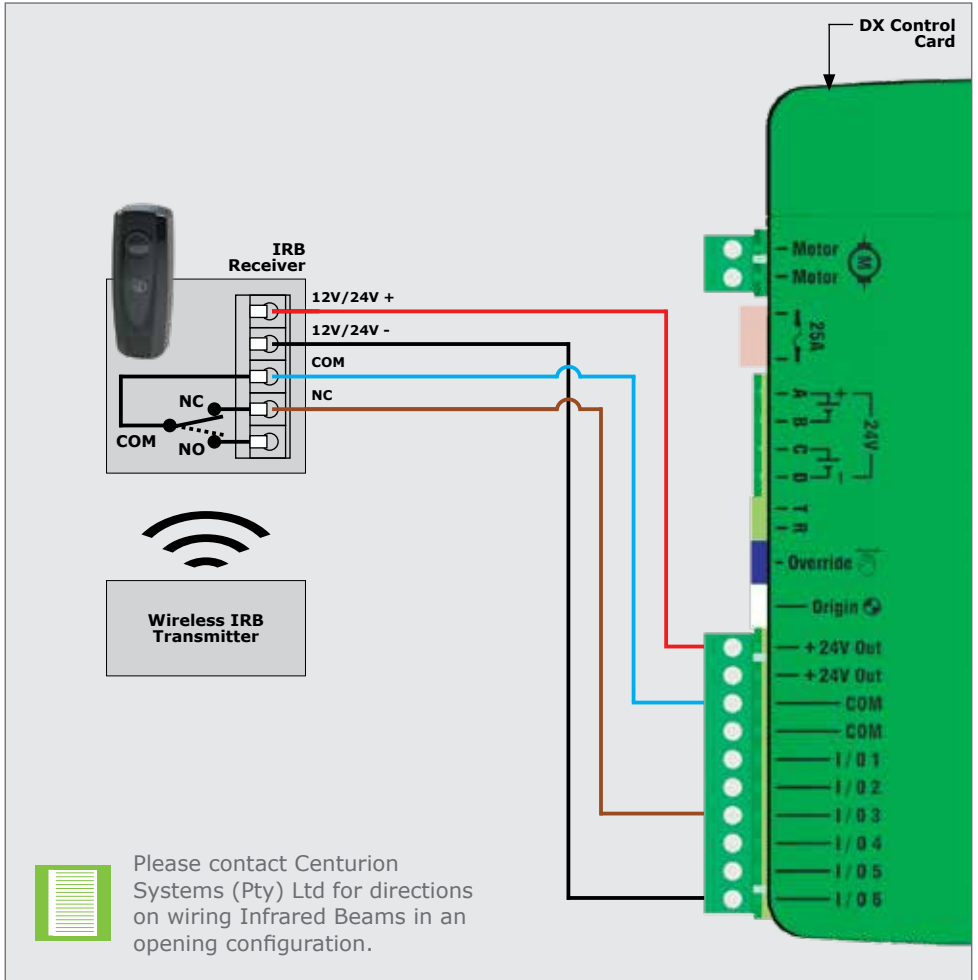 DX Control
Card
IRB
Receiver
12V/24V +
12V/24V -
COM
NC
NC
COM
NO
Wireless IRB
Transmitter
Motor
Motor
M
25A
A
+
B
24V
C
D
–
T
R
Override
Origin
+ 24V Out
+ 24V Out
COM
COM
I / O 1
I / O 2
I / O 3
I / O 4
I / O 5
I / O 6
Please contact Centurion
Systems (Pty) Ltd for directions
on wiring Infrared Beams in an
opening configuration.